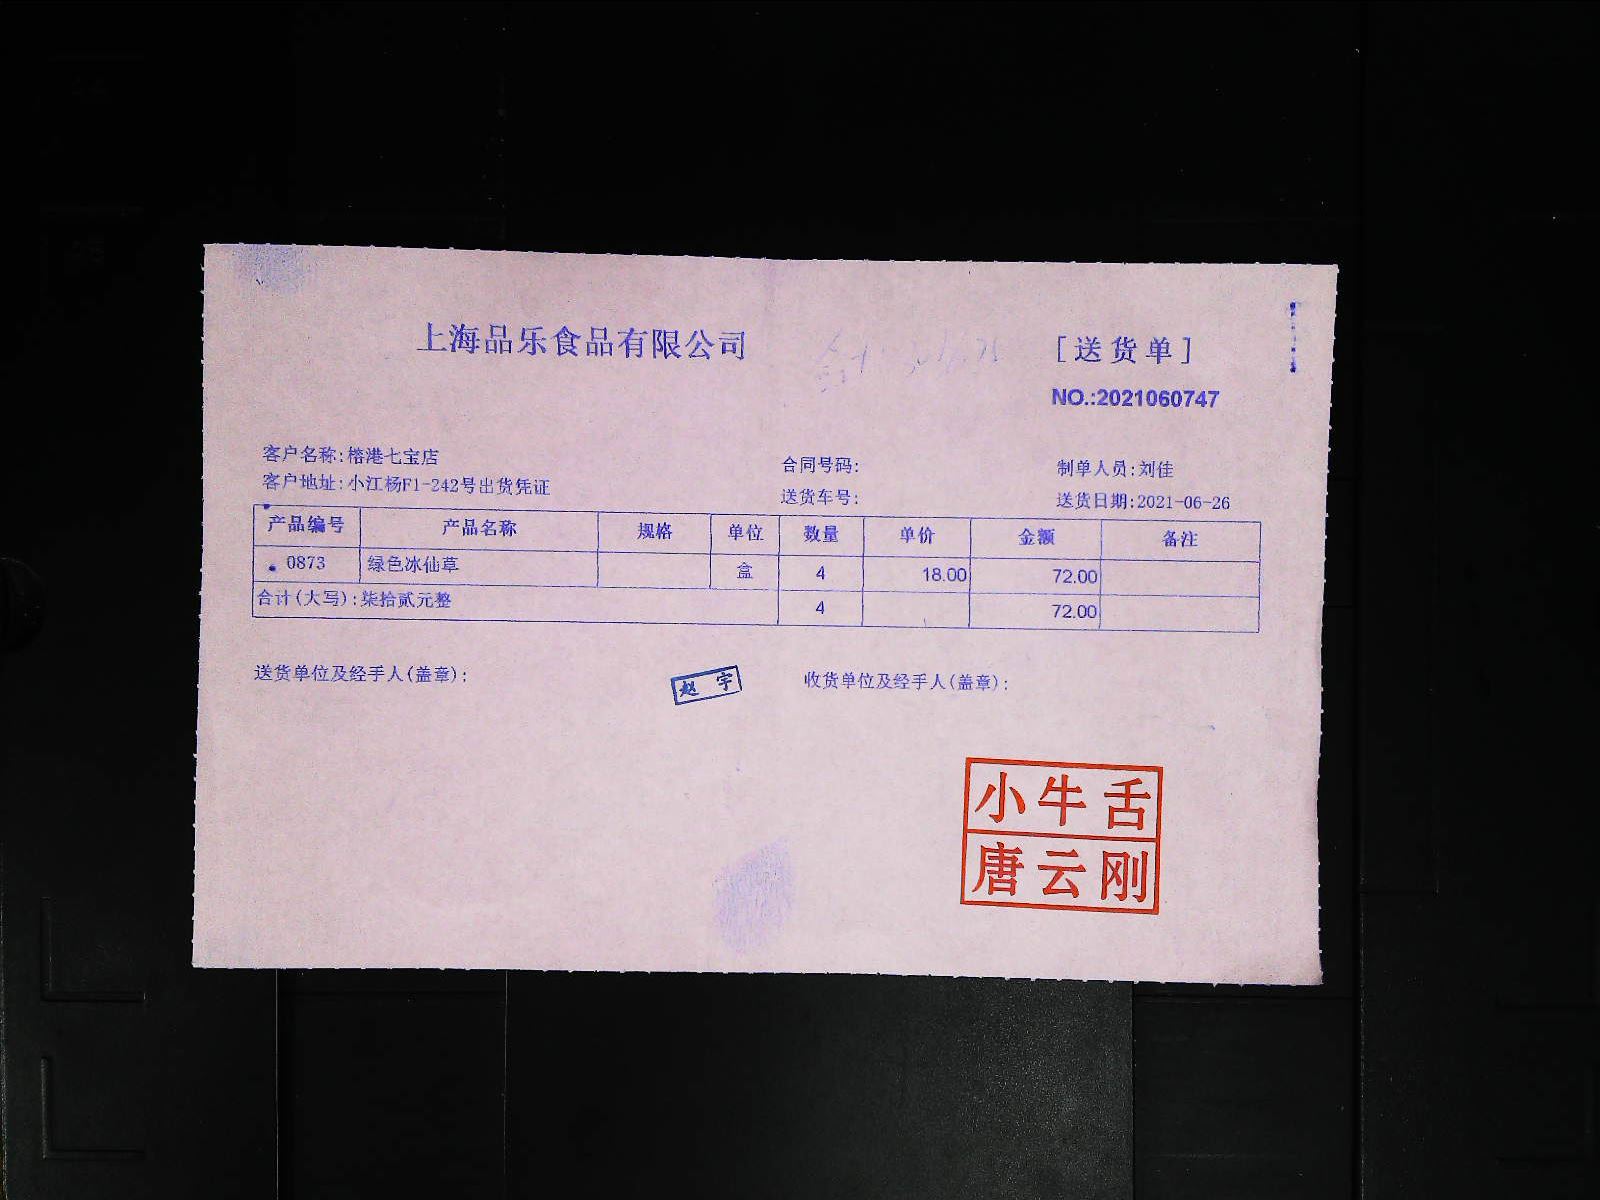 上海品乐食品有限公司
[送货单]
NO.:2021060747
客户名称:榕港七宝店 合同号码: 制单人员:刘佳
客户地址:小江杨F1-242号出货凭证 送货车号: 送货日期:2021-06-26
产品编号 产品名称 规格 单位 数量 单价 金额 备注
0873 绿色冰仙草 盒 4 18.00 72.00
合计(大写):柒拾贰元整 4 72.00
送货单位及经手人(盖章): 赵宇 收货单位及经手人(盖章):
小牛舌
唐云刚